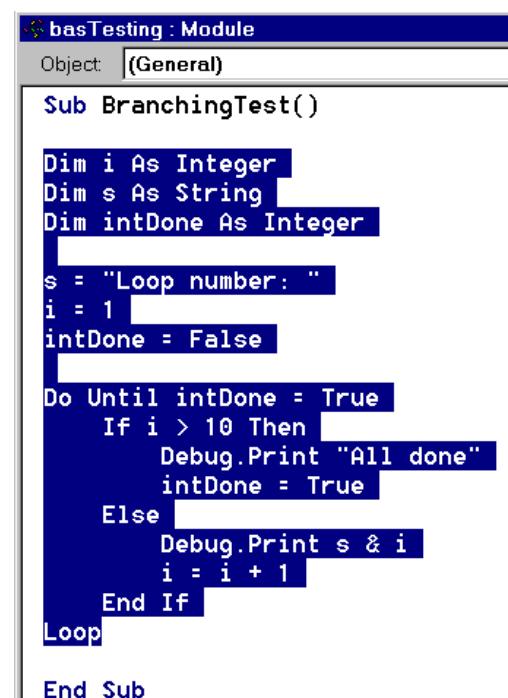 basTesting : Module
Object: (General)
Sub BranchingTest()
Dim i As Integer
Dim s As String
Dim intDone As Integer
s = "Loop number: "
i = 1
intDone = False
Do Until intDone = True
    If i > 10 Then
        Debug.Print "All done"
        intDone = True
    Else
        Debug.Print s & i
        i = i + 1
    End If
Loop
End Sub